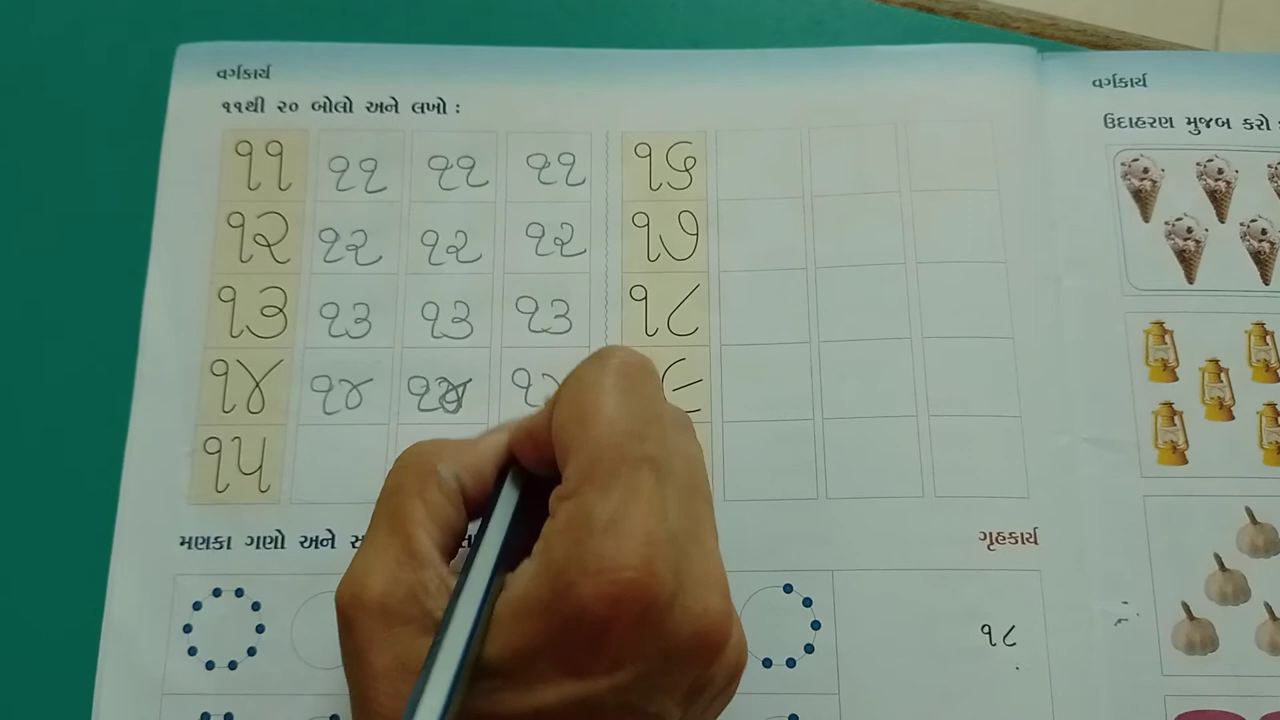 વર્ગકાર્ય
૧૧થી ૨૦ બોલો અને લખો :
૧૧ ૧૧ ૧૧ ૧૧ ૧૬
૧૨ ૧૨ ૧૨ ૧૨ ૧૭
૧૩ ૧૩ ૧૩ ૧૩ ૧૮
૧૪ ૧૪ ૧૪
૧૫
મણકા ગણો અને
ગૃહકાર્ય
૧૮
વર્ગકાર્ય
ઉદાહરણ મુજબ કરો :